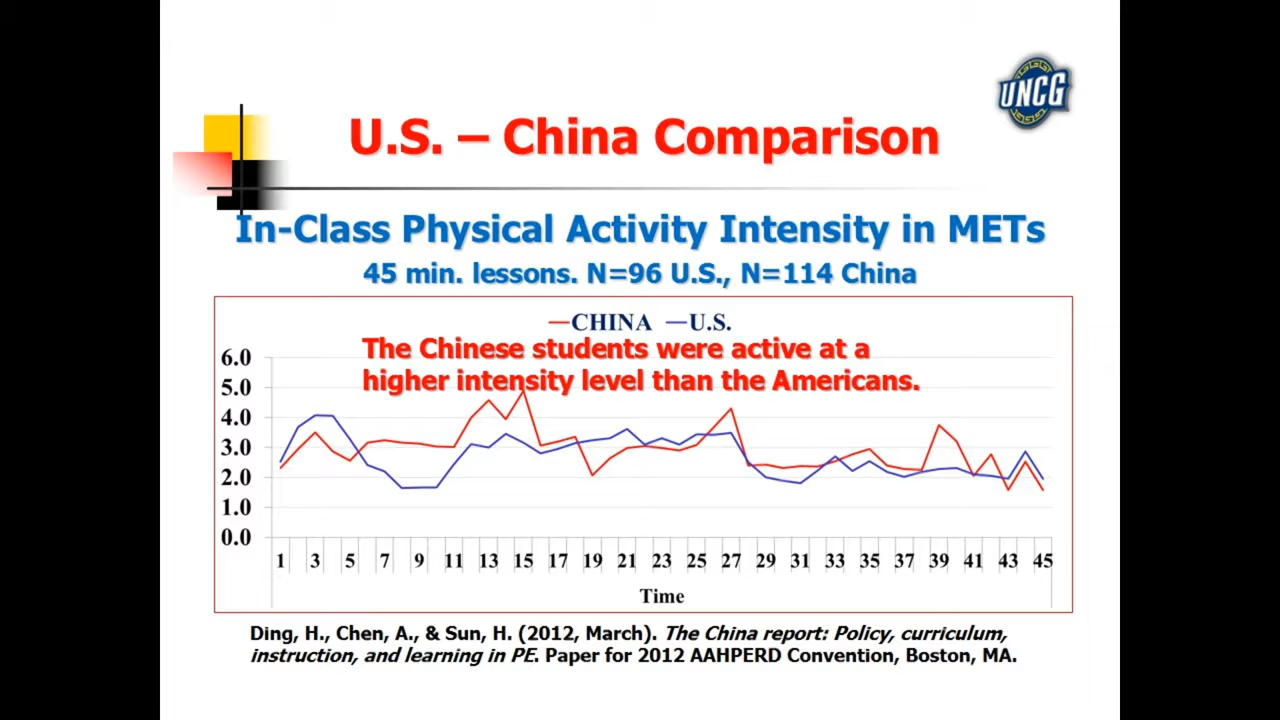 UNCG
U.S. – China Comparison
In-Class Physical Activity Intensity in METs
45 min. lessons. N=96 U.S., N=114 China
CHINA U.S.
The Chinese students were active at a
higher intensity level than the Americans.
6.0
5.0
4.0
3.0
2.0
1.0
0.0
1 3 5 7 9 11 13 15 17 19 21 23 25 27 29 31 33 35 37 39 41 43 45
Time
Ding, H., Chen, A., & Sun, H. (2012, March). The China report: Policy, curriculum,
instruction, and learning in PE. Paper for 2012 AAHPERD Convention, Boston, MA.